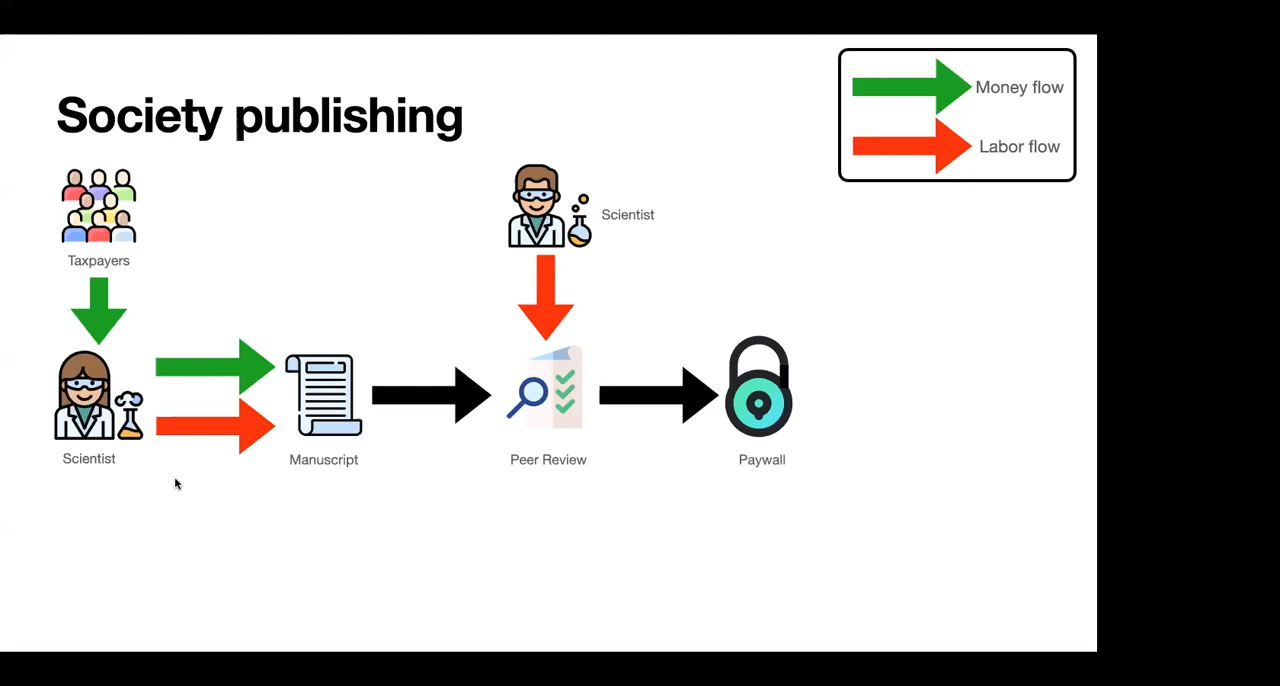 Society publishing
Money flow
Labor flow
Taxpayers
Scientist
Scientist
Manuscript
Peer Review
Paywall